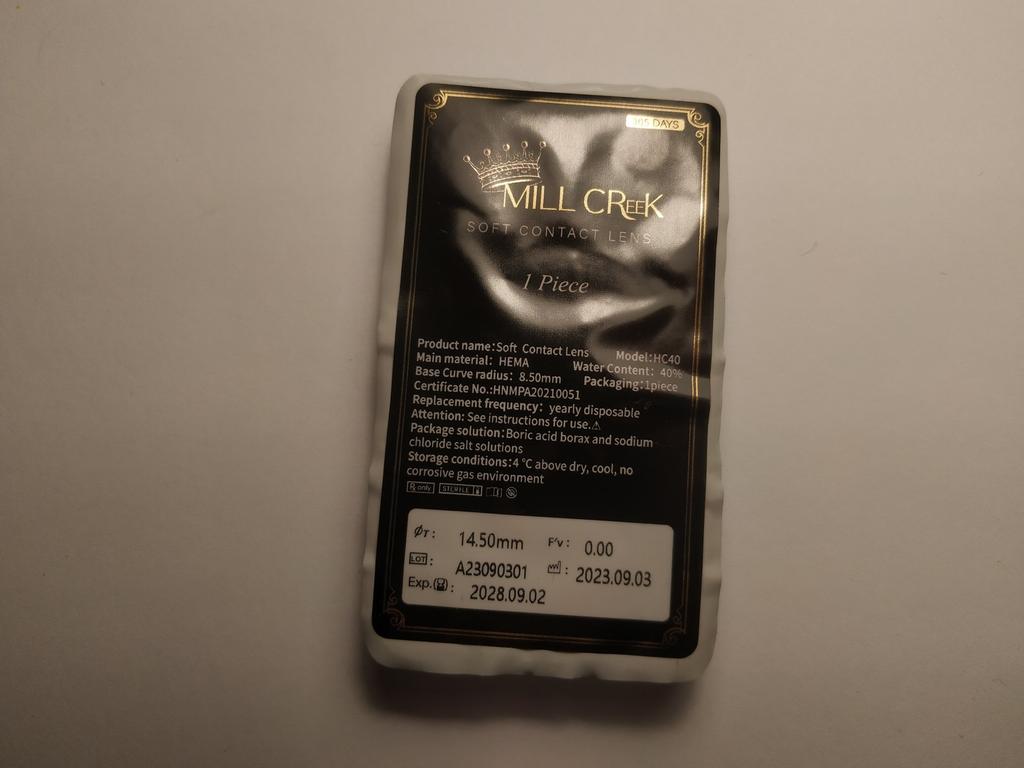 365 DAYS
MILL CREEK
SOFT CONTACT LENS
1 Piece
Product name:Soft Contact Lens Model:HC40
Main material: HEMA Water Content: 40%
Base Curve radius: 8.50mm Packaging:1piece
Certificate No.:HNMPA20210051
Replacement frequency: yearly disposable
Attention: See instructions for use.⚠
Package solution:Boric acid borax and sodium
chloride salt solutions
Storage conditions:4 °C above dry, cool, no
corrosive gas environment
Rx only STERILE
ØT: 14.50mm F'v: 0.00
LOT: A23090301 : 2023.09.03
Exp.: 2028.09.02